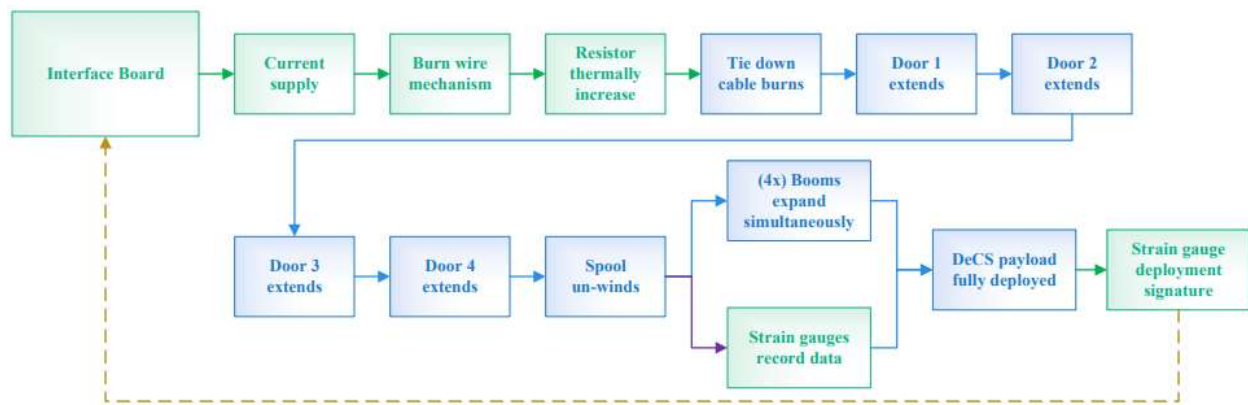 Interface Board
Current
supply
Burn wire
mechanism
Resistor
thermally
increase
Tie down
cable burns
Door 1
extends
Door 2
extends
Door 3
extends
Door 4
extends
Spool
un-winds
(4x) Booms
expand
simultaneously
Strain gauges
record data
DeCS payload
fully deployed
Strain gauge
deployment
signature